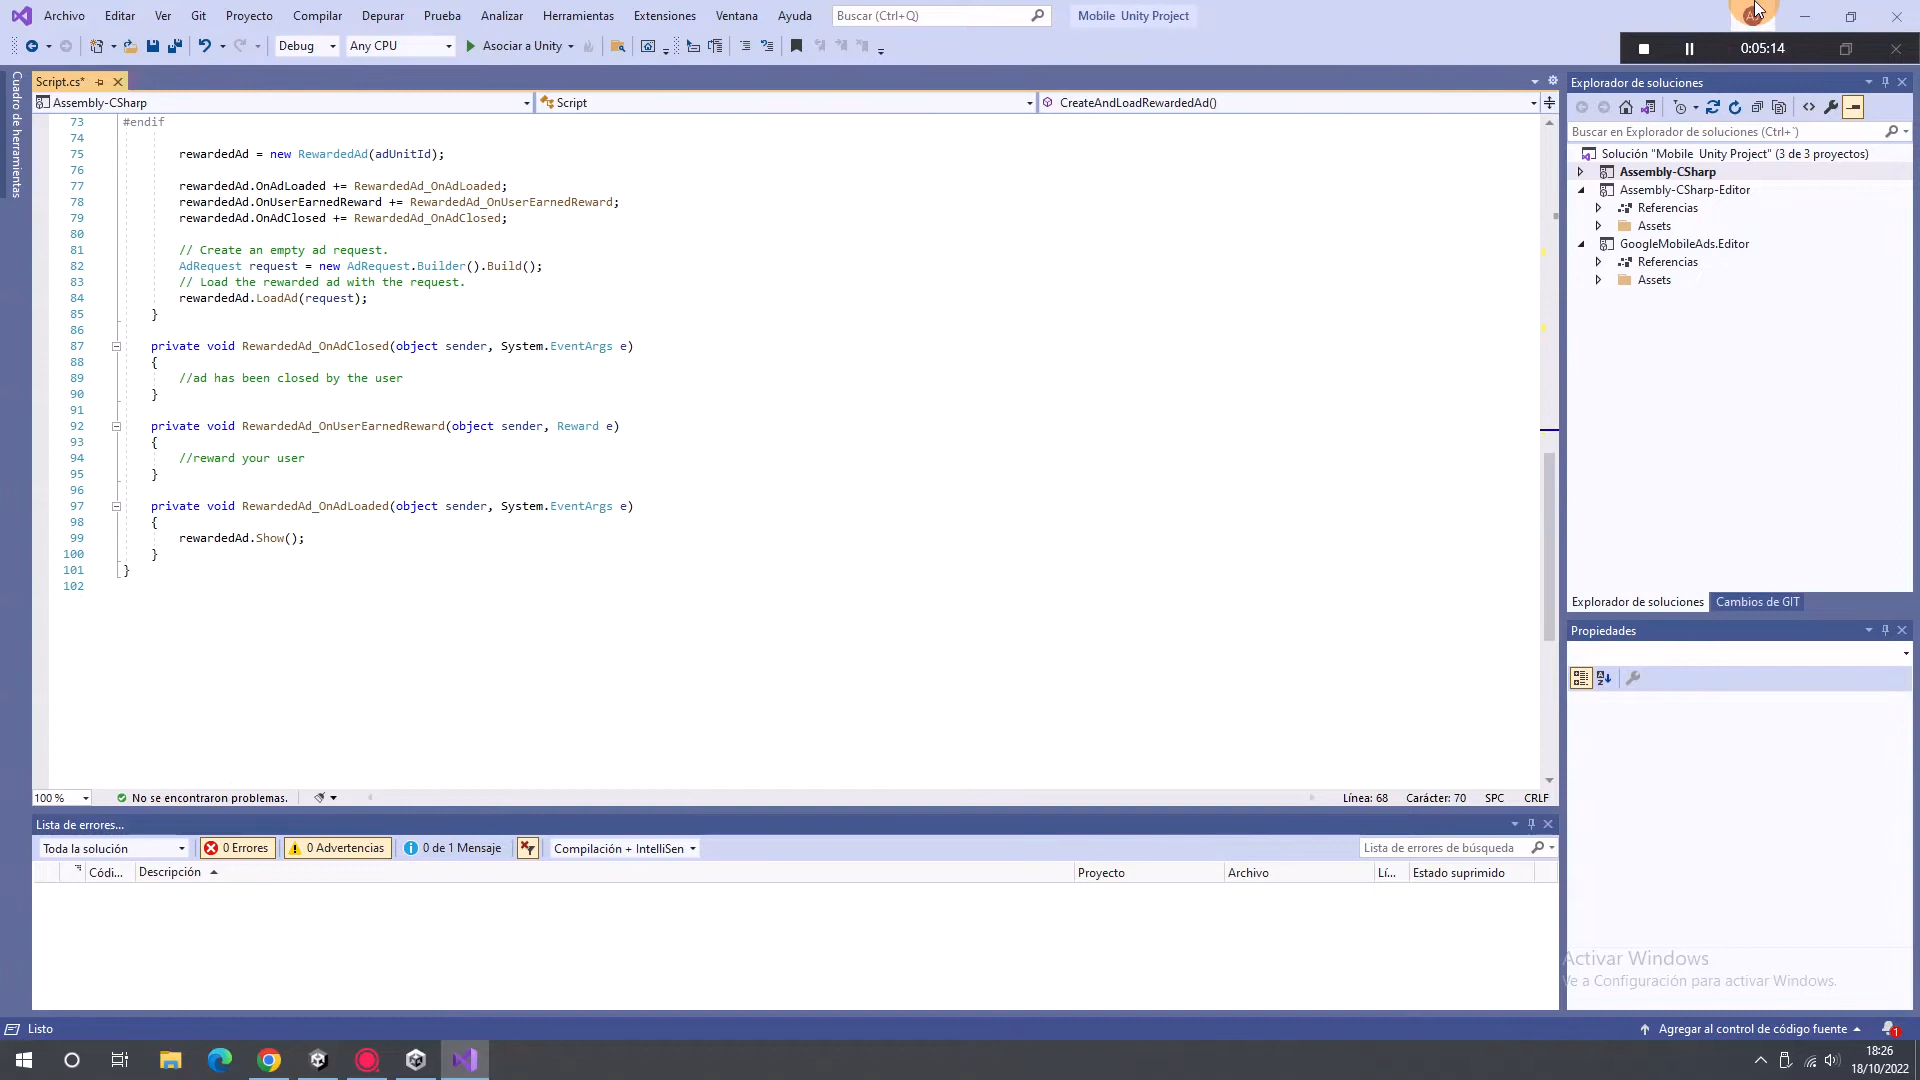 Archivo Editar Ver Git Proyecto Compilar Depurar Prueba Analizar Herramientas Extensiones Ventana Ayuda Buscar (Ctrl+Q) Mobile Unity Project
Debug Any CPU Asociar a Unity 0:05:14
Cuadro de herramientas
Script.cs*
Assembly-CSharp Script CreateAndLoadRewardedAd()
73 #endif
74
75 rewardedAd = new RewardedAd(adUnitId);
76
77 rewardedAd.OnAdLoaded += RewardedAd_OnAdLoaded;
78 rewardedAd.OnUserEarnedReward += RewardedAd_OnUserEarnedReward;
79 rewardedAd.OnAdClosed += RewardedAd_OnAdClosed;
80
81 // Create an empty ad request.
82 AdRequest request = new AdRequest.Builder().Build();
83 // Load the rewarded ad with the request.
84 rewardedAd.LoadAd(request);
85 }
86
87 private void RewardedAd_OnAdClosed(object sender, System.EventArgs e)
88 {
89 //ad has been closed by the user
90 }
91
92 private void RewardedAd_OnUserEarnedReward(object sender, Reward e)
93 {
94 //reward your user
95 }
96
97 private void RewardedAd_OnAdLoaded(object sender, System.EventArgs e)
98 {
99 rewardedAd.Show();
100 }
101 }
102
100 % No se encontraron problemas. Línea: 68 Carácter: 70 SPC CRLF
Lista de errores...
Toda la solución 0 Errores 0 Advertencias 0 de 1 Mensaje Compilación + IntelliSen Lista de errores de búsqueda
Códi... Descripción Proyecto Archivo Lí... Estado suprimido
Explorador de soluciones
Buscar en Explorador de soluciones (Ctrl+`)
Solución "Mobile Unity Project" (3 de 3 proyectos)
Assembly-CSharp
Assembly-CSharp-Editor
Referencias
Assets
GoogleMobileAds.Editor
Referencias
Assets
Explorador de soluciones Cambios de GIT
Propiedades
Activar Windows
Ve a Configuración para activar Windows.
Listo Agregar al control de código fuente 1
18:26
18/10/2022